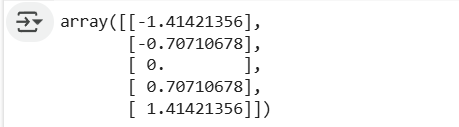 array([[-1.41421356],
       [-0.70710678],
       [ 0.        ],
       [ 0.70710678],
       [ 1.41421356]])